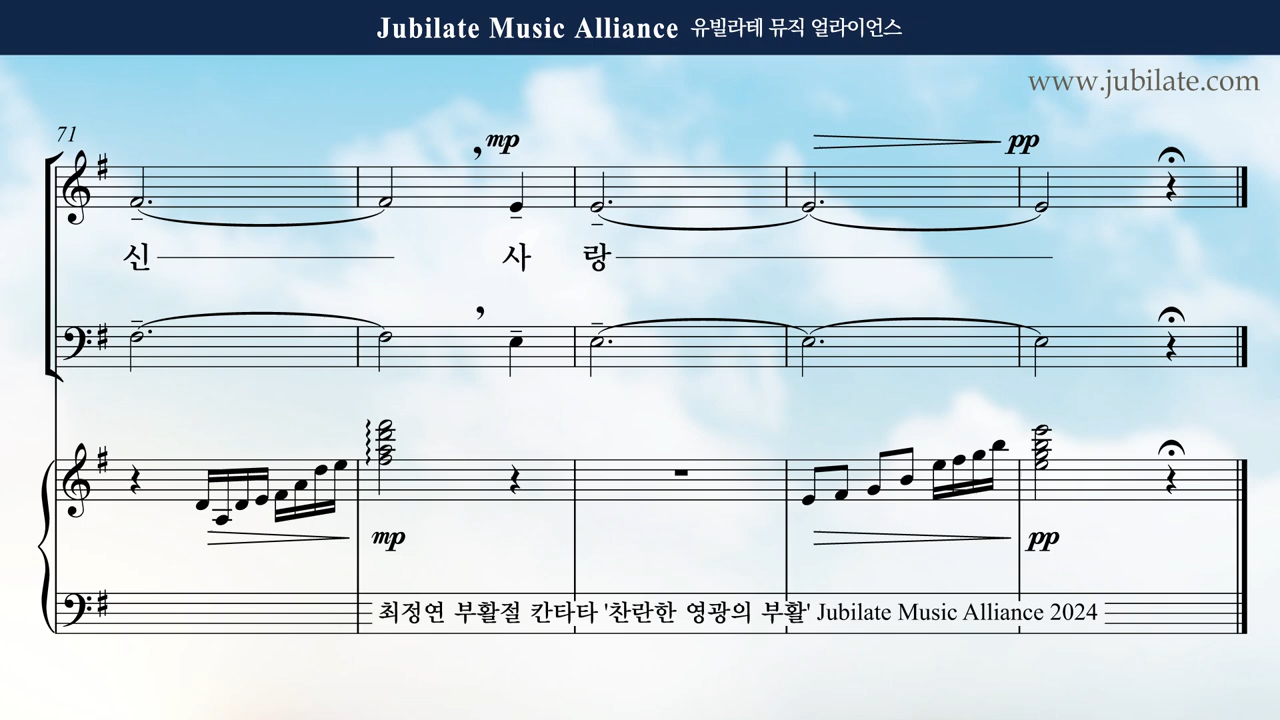 Jubilate Music Alliance 유빌라테 뮤직 얼라이언스
www.jubilate.com
71
mp
pp
신 사 랑
mp
pp
최정연 부활절 칸타타 '찬란한 영광의 부활' Jubilate Music Alliance 2024